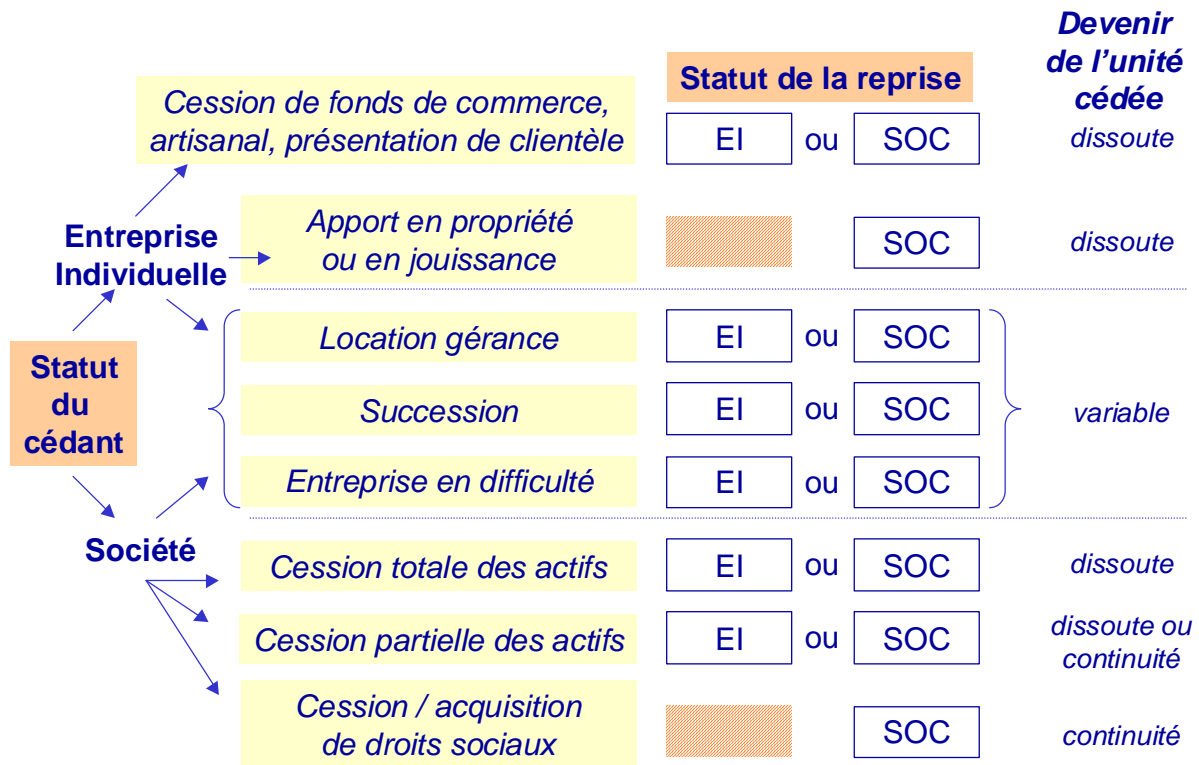 Devenir
de l’unité
cédée
Statut de la reprise
Cession de fonds de commerce,
artisanal, présentation de clientèle
EI ou SOC
dissoute
Entreprise
Individuelle
Apport en propriété
ou en jouissance
SOC
dissoute
Statut
du
cédant
Location gérance
EI ou SOC
Succession
EI ou SOC
variable
Entreprise en difficulté
EI ou SOC
Société
Cession totale des actifs
EI ou SOC
dissoute
Cession partielle des actifs
EI ou SOC
dissoute ou
continuité
Cession / acquisition
de droits sociaux
SOC
continuité